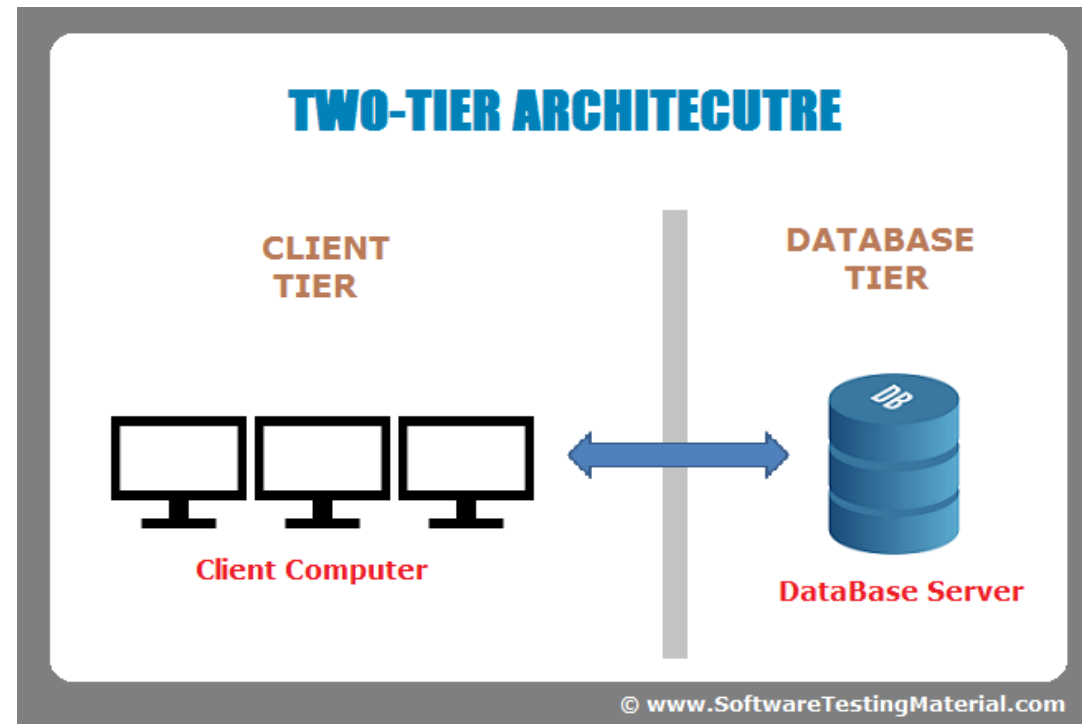 TWO-TIER ARCHITECUTRE
CLIENT
TIER
DATABASE
TIER
DB
Client Computer
DataBase Server
© www.SoftwareTestingMaterial.com